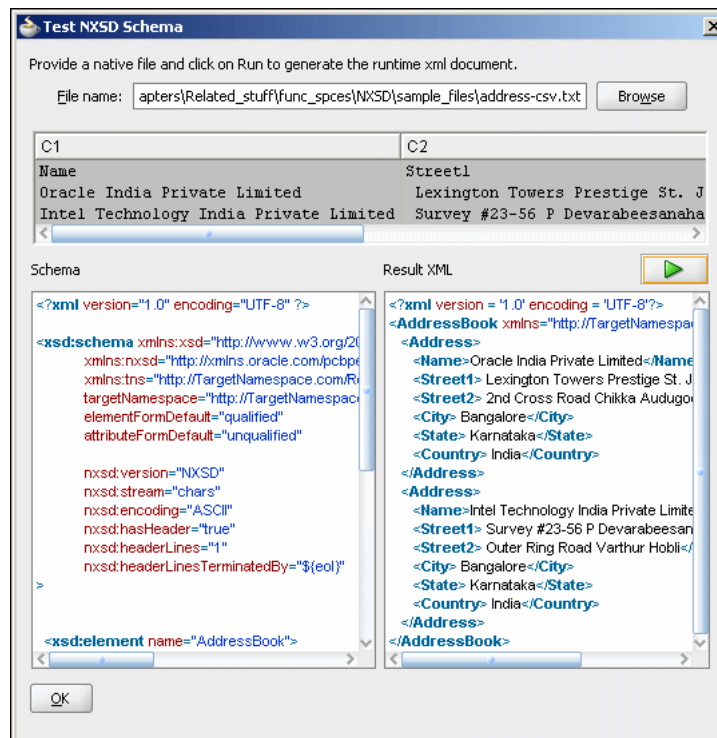 Test NXSD Schema
Provide a native file and click on Run to generate the runtime xml document.
File name: apters\Related_stuff\func_spces\NXSD\sample_files\address-csv.txt Browse
C1 C2
Name Street1
Oracle India Private Limited Lexington Towers Prestige St. J
Intel Technology India Private Limited Survey #23-56 P Devarabeesanaha
Schema
<?xml version="1.0" encoding="UTF-8" ?>
<xsd:schema xmlns:xsd="http://www.w3.org/20
xmlns:nxsd="http://xmlns.oracle.com/pcbpe
xmlns:tns="http://TargetNamespace.com/Re
targetNamespace="http://TargetNamespac
elementFormDefault="qualified"
attributeFormDefault="unqualified"
nxsd:version="NXSD"
nxsd:stream="chars"
nxsd:encoding="ASCII"
nxsd:hasHeader="true"
nxsd:headerLines="1"
nxsd:headerLinesTerminatedBy="${eol}"
>
<xsd:element name="AddressBook">
Result XML
<?xml version = '1.0' encoding = 'UTF-8'?>
<AddressBook xmlns="http://TargetNamespa
<Address>
<Name>Oracle India Private Limited</Name
<Street1> Lexington Towers Prestige St. J
<Street2> 2nd Cross Road Chikka Audugo
<City> Bangalore</City>
<State> Karnataka</State>
<Country> India</Country>
</Address>
<Address>
<Name>Intel Technology India Private Limite
<Street1> Survey #23-56 P Devarabeesan
<Street2> Outer Ring Road Varthur Hobli</
<City> Bangalore</City>
<State> Karnataka</State>
<Country> India</Country>
</Address>
</AddressBook>
OK